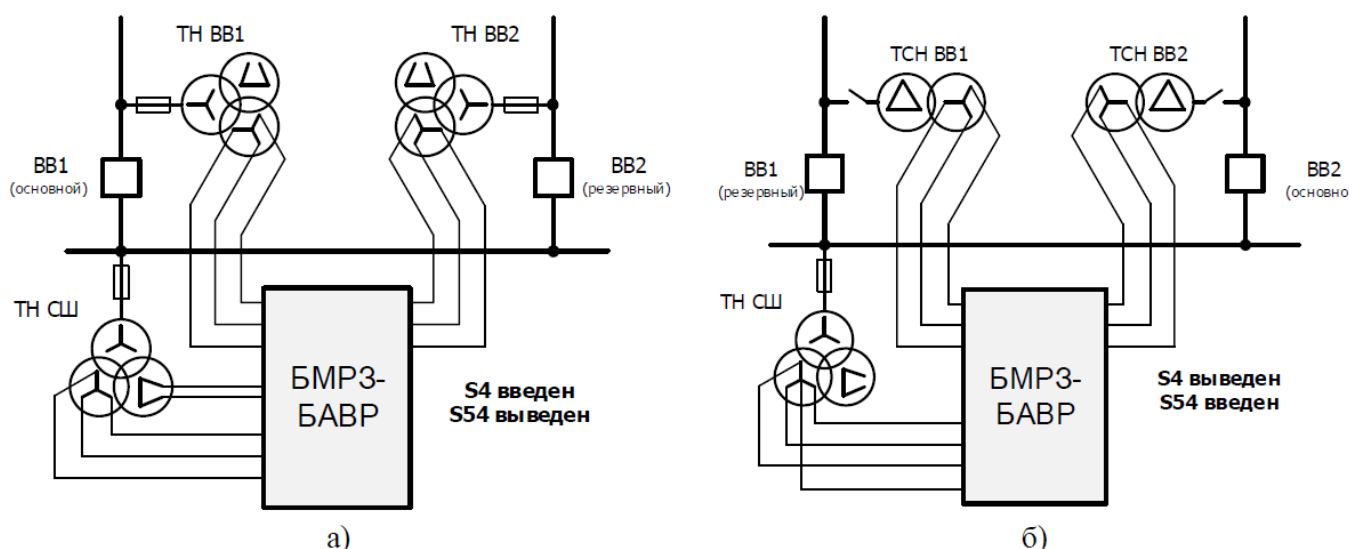 ТН ВВ1
ТН ВВ2
ВВ1
(основной)
ВВ2
(резервный)
ТН СШ
БМРЗ-
БАВР
S4 введен
S54 выведен
а)
ТСН ВВ1
ТСН ВВ2
ВВ1
(резервный)
ВВ2
(основно
ТН СШ
БМРЗ-
БАВР
S4 выведен
S54 введен
б)